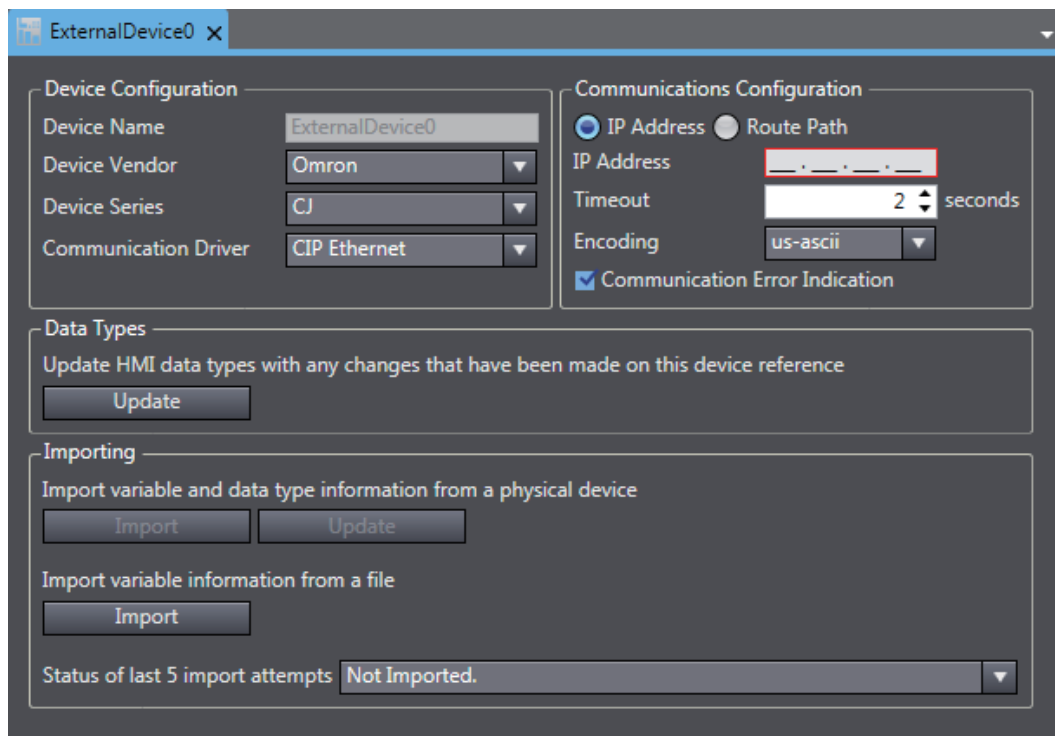 ExternalDevice0
Device Configuration
Device Name ExternalDevice0
Device Vendor Omron
Device Series CJ
Communication Driver CIP Ethernet
Communications Configuration
IP Address Route Path
IP Address __.__.__.__
Timeout 2 seconds
Encoding us-ascii
Communication Error Indication
Data Types
Update HMI data types with any changes that have been made on this device reference
Update
Importing
Import variable and data type information from a physical device
Import Update
Import variable information from a file
Import
Status of last 5 import attempts Not Imported.